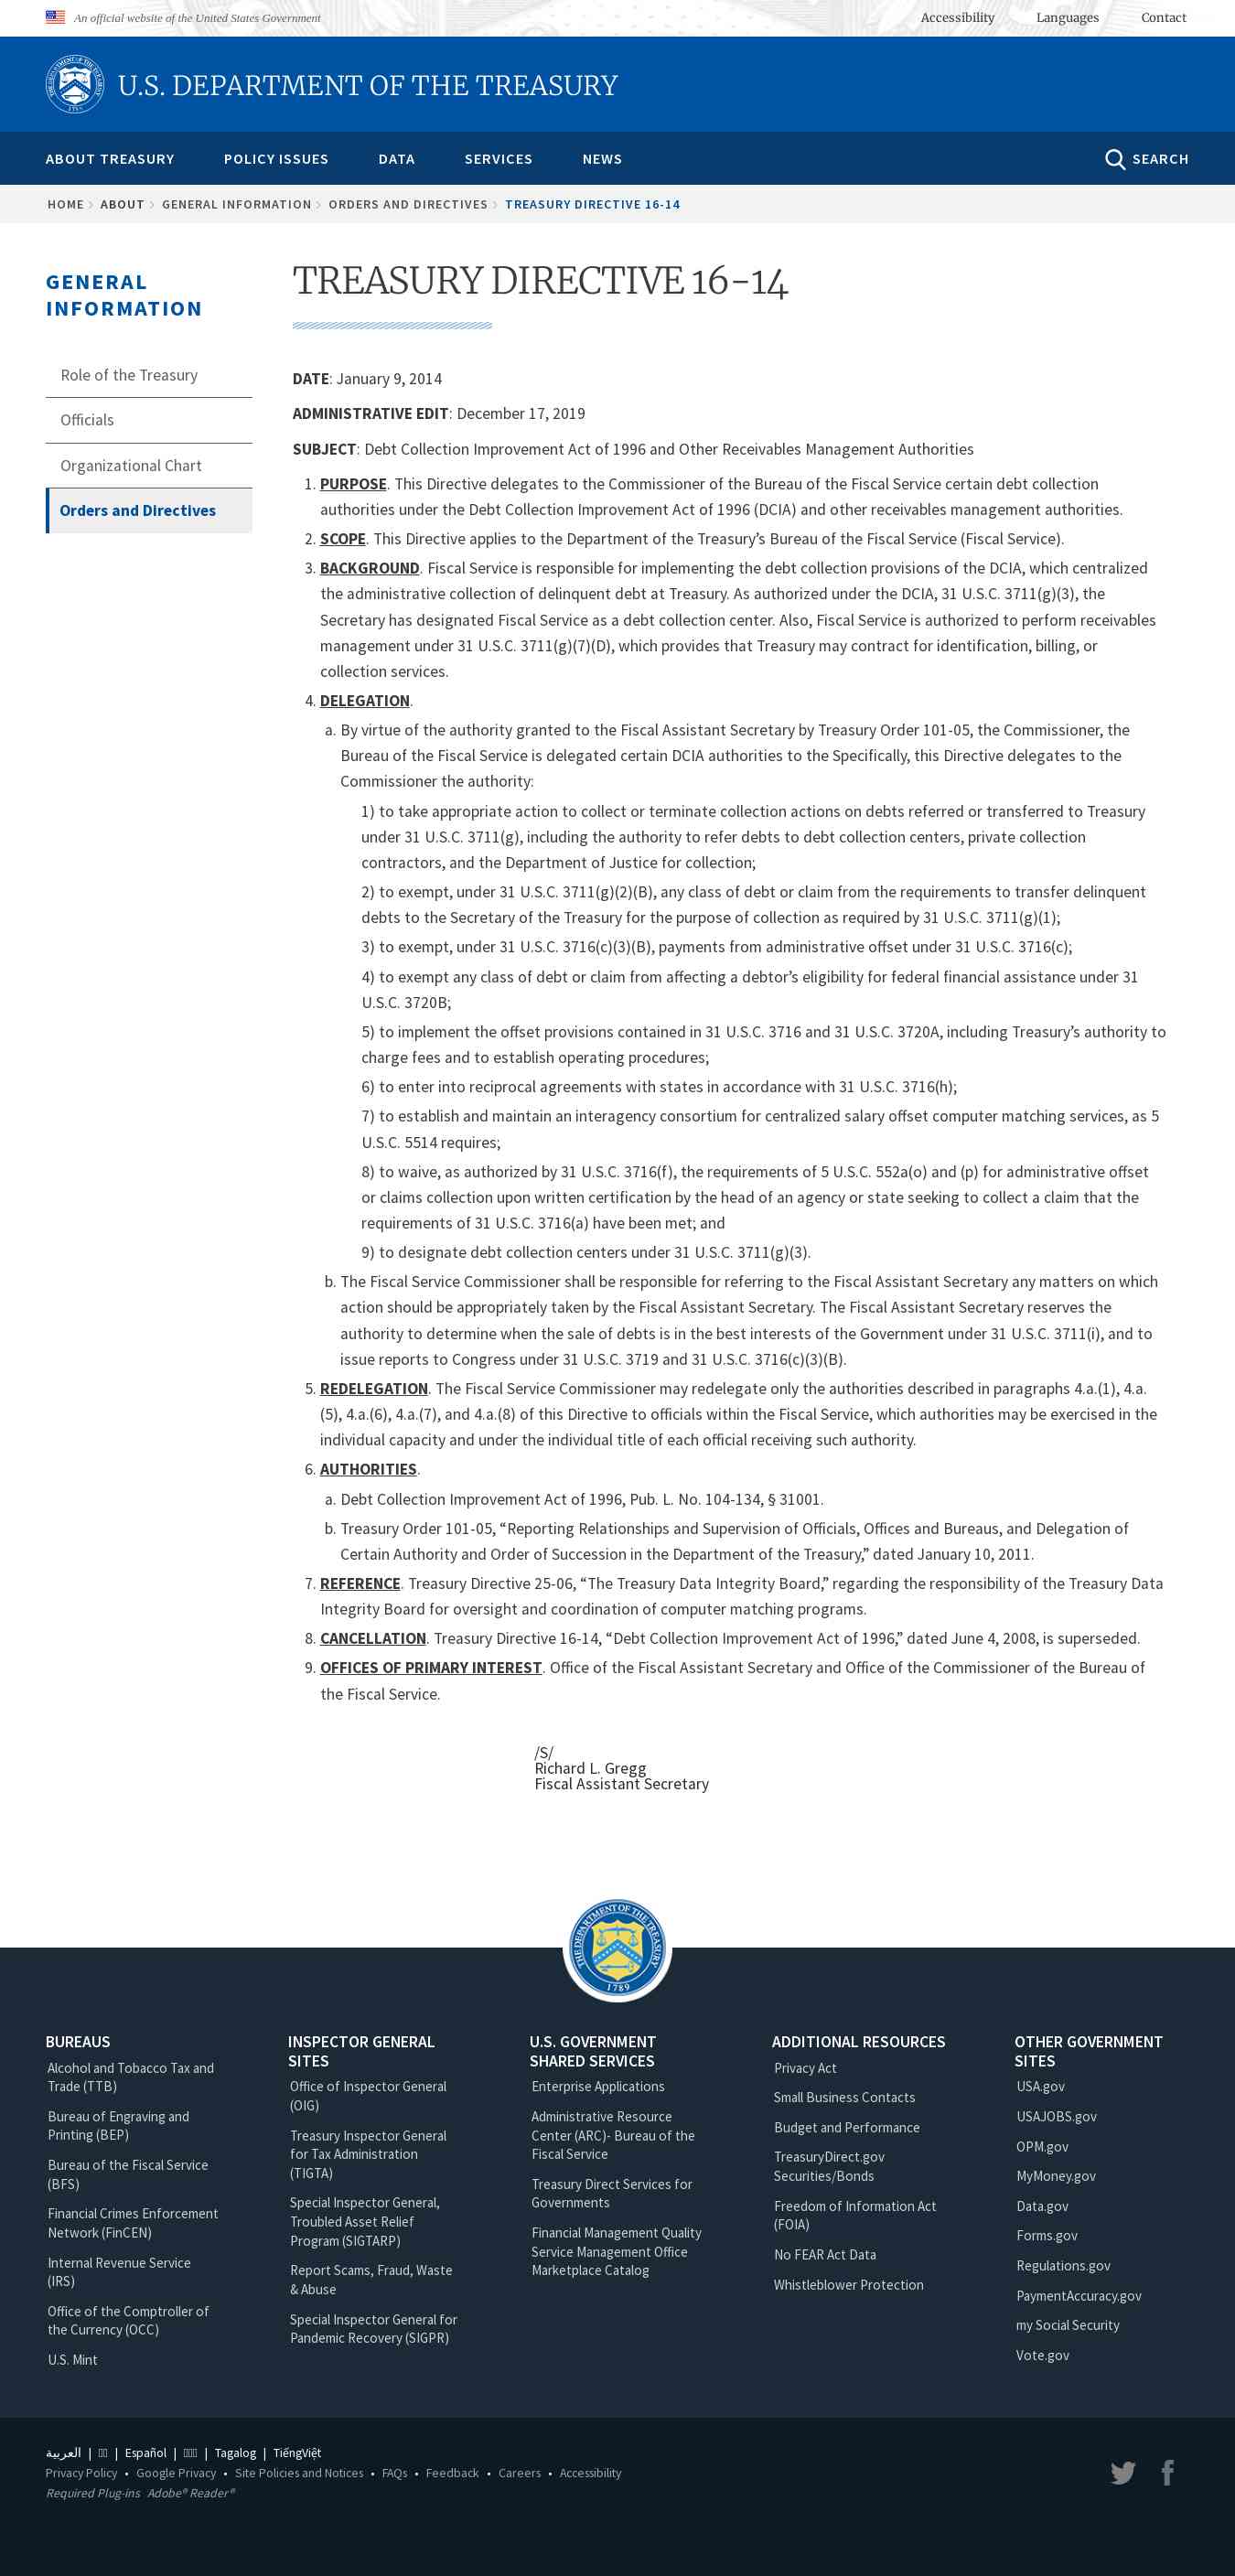 An official website of the United States Government
Accessibility Languages Contact
U.S. DEPARTMENT OF THE TREASURY
ABOUT TREASURY POLICY ISSUES DATA SERVICES NEWS SEARCH
HOME ABOUT GENERAL INFORMATION ORDERS AND DIRECTIVES TREASURY DIRECTIVE 16-14
GENERAL
INFORMATION
Role of the Treasury
Officials
Organizational Chart
Orders and Directives
TREASURY DIRECTIVE 16-14
DATE: January 9, 2014
ADMINISTRATIVE EDIT: December 17, 2019
SUBJECT: Debt Collection Improvement Act of 1996 and Other Receivables Management Authorities
1. PURPOSE. This Directive delegates to the Commissioner of the Bureau of the Fiscal Service certain debt collection
authorities under the Debt Collection Improvement Act of 1996 (DCIA) and other receivables management authorities.
2. SCOPE. This Directive applies to the Department of the Treasury’s Bureau of the Fiscal Service (Fiscal Service).
3. BACKGROUND. Fiscal Service is responsible for implementing the debt collection provisions of the DCIA, which centralized
the administrative collection of delinquent debt at Treasury. As authorized under the DCIA, 31 U.S.C. 3711(g)(3), the
Secretary has designated Fiscal Service as a debt collection center. Also, Fiscal Service is authorized to perform receivables
management under 31 U.S.C. 3711(g)(7)(D), which provides that Treasury may contract for identification, billing, or
collection services.
4. DELEGATION.
a. By virtue of the authority granted to the Fiscal Assistant Secretary by Treasury Order 101-05, the Commissioner, the
Bureau of the Fiscal Service is delegated certain DCIA authorities to the Specifically, this Directive delegates to the
Commissioner the authority:
1) to take appropriate action to collect or terminate collection actions on debts referred or transferred to Treasury
under 31 U.S.C. 3711(g), including the authority to refer debts to debt collection centers, private collection
contractors, and the Department of Justice for collection;
2) to exempt, under 31 U.S.C. 3711(g)(2)(B), any class of debt or claim from the requirements to transfer delinquent
debts to the Secretary of the Treasury for the purpose of collection as required by 31 U.S.C. 3711(g)(1);
3) to exempt, under 31 U.S.C. 3716(c)(3)(B), payments from administrative offset under 31 U.S.C. 3716(c);
4) to exempt any class of debt or claim from affecting a debtor’s eligibility for federal financial assistance under 31
U.S.C. 3720B;
5) to implement the offset provisions contained in 31 U.S.C. 3716 and 31 U.S.C. 3720A, including Treasury’s authority to
charge fees and to establish operating procedures;
6) to enter into reciprocal agreements with states in accordance with 31 U.S.C. 3716(h);
7) to establish and maintain an interagency consortium for centralized salary offset computer matching services, as 5
U.S.C. 5514 requires;
8) to waive, as authorized by 31 U.S.C. 3716(f), the requirements of 5 U.S.C. 552a(o) and (p) for administrative offset
or claims collection upon written certification by the head of an agency or state seeking to collect a claim that the
requirements of 31 U.S.C. 3716(a) have been met; and
9) to designate debt collection centers under 31 U.S.C. 3711(g)(3).
b. The Fiscal Service Commissioner shall be responsible for referring to the Fiscal Assistant Secretary any matters on which
action should be appropriately taken by the Fiscal Assistant Secretary. The Fiscal Assistant Secretary reserves the
authority to determine when the sale of debts is in the best interests of the Government under 31 U.S.C. 3711(i), and to
issue reports to Congress under 31 U.S.C. 3719 and 31 U.S.C. 3716(c)(3)(B).
5. REDELEGATION. The Fiscal Service Commissioner may redelegate only the authorities described in paragraphs 4.a.(1), 4.a.
(5), 4.a.(6), 4.a.(7), and 4.a.(8) of this Directive to officials within the Fiscal Service, which authorities may be exercised in the
individual capacity and under the individual title of each official receiving such authority.
6. AUTHORITIES.
a. Debt Collection Improvement Act of 1996, Pub. L. No. 104-134, § 31001.
b. Treasury Order 101-05, “Reporting Relationships and Supervision of Officials, Offices and Bureaus, and Delegation of
Certain Authority and Order of Succession in the Department of the Treasury,” dated January 10, 2011.
7. REFERENCE. Treasury Directive 25-06, “The Treasury Data Integrity Board,” regarding the responsibility of the Treasury Data
Integrity Board for oversight and coordination of computer matching programs.
8. CANCELLATION. Treasury Directive 16-14, “Debt Collection Improvement Act of 1996,” dated June 4, 2008, is superseded.
9. OFFICES OF PRIMARY INTEREST. Office of the Fiscal Assistant Secretary and Office of the Commissioner of the Bureau of
the Fiscal Service.
/S/
Richard L. Gregg
Fiscal Assistant Secretary
THE DEPARTMENT OF THE TREASURY
1789
BUREAUS
Alcohol and Tobacco Tax and
Trade (TTB)
Bureau of Engraving and
Printing (BEP)
Bureau of the Fiscal Service
(BFS)
Financial Crimes Enforcement
Network (FinCEN)
Internal Revenue Service
(IRS)
Office of the Comptroller of
the Currency (OCC)
U.S. Mint
INSPECTOR GENERAL
SITES
Office of Inspector General
(OIG)
Treasury Inspector General
for Tax Administration
(TIGTA)
Special Inspector General,
Troubled Asset Relief
Program (SIGTARP)
Report Scams, Fraud, Waste
& Abuse
Special Inspector General for
Pandemic Recovery (SIGPR)
U.S. GOVERNMENT
SHARED SERVICES
Enterprise Applications
Administrative Resource
Center (ARC)- Bureau of the
Fiscal Service
Treasury Direct Services for
Governments
Financial Management Quality
Service Management Office
Marketplace Catalog
ADDITIONAL RESOURCES
Privacy Act
Small Business Contacts
Budget and Performance
TreasuryDirect.gov
Securities/Bonds
Freedom of Information Act
(FOIA)
No FEAR Act Data
Whistleblower Protection
OTHER GOVERNMENT
SITES
USA.gov
USAJOBS.gov
OPM.gov
MyMoney.gov
Data.gov
Forms.gov
Regulations.gov
PaymentAccuracy.gov
my Social Security
Vote.gov
العربية | | Español | | Tagalog | TiếngViệt
Privacy Policy • Google Privacy • Site Policies and Notices • FAQs • Feedback • Careers • Accessibility
Required Plug-ins Adobe® Reader®